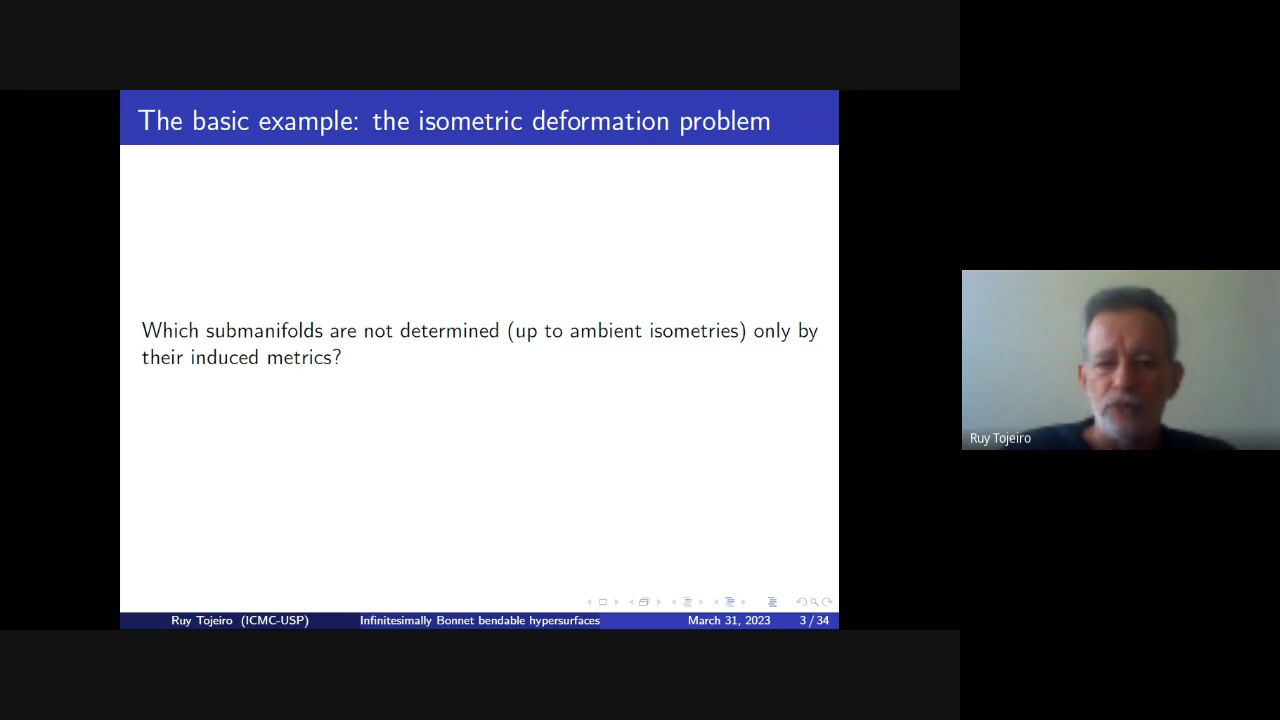 The basic example: the isometric deformation problem
Which submanifolds are not determined (up to ambient isometries) only by
their induced metrics?
Ruy Tojeiro
Ruy Tojeiro (ICMC-USP) Infinitesimally Bonnet bendable hypersurfaces March 31, 2023 3 / 34